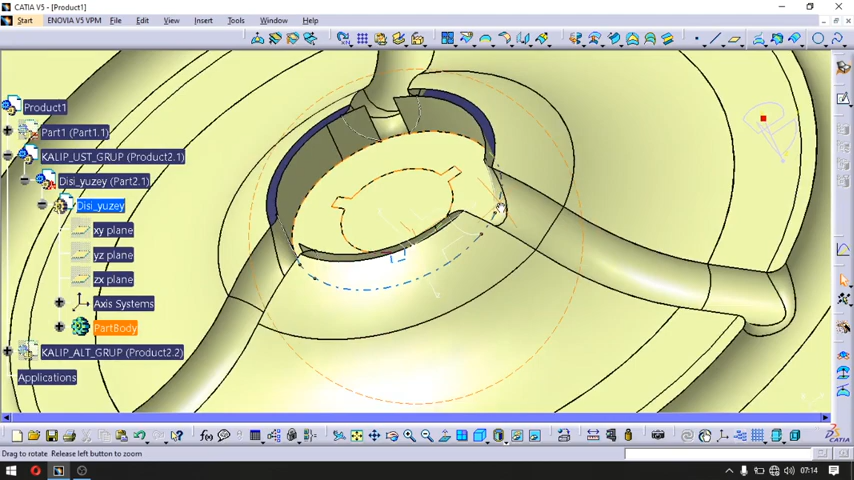 CATIA V5 - [Product1]
Start ENOVIA V5 VPM File Edit View Insert Tools Window Help
Product1
Part1 (Part1.1)
KALIP_UST_GRUP (Product2.1)
Disi_yuzey (Part2.1)
Disi_yuzey
xy plane
yz plane
zx plane
Axis Systems
PartBody
KALIP_ALT_GRUP (Product2.2)
Applications
Drag to rotate. Release left button to zoom
07:14